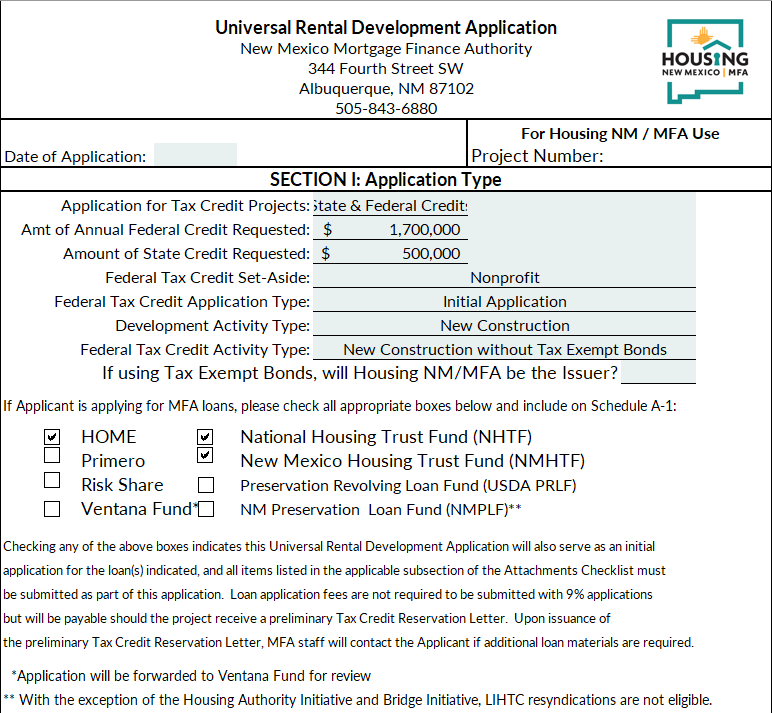 Universal Rental Development Application
New Mexico Mortgage Finance Authority
344 Fourth Street SW
Albuquerque, NM 87102
505-843-6880
HOUSING
NEW MEXICO | MFA
For Housing NM / MFA Use
Date of Application:
Project Number:
SECTION I: Application Type
Application for Tax Credit Projects: State & Federal Credits
Amt of Annual Federal Credit Requested: $ 1,700,000
Amount of State Credit Requested: $ 500,000
Federal Tax Credit Set-Aside: Nonprofit
Federal Tax Credit Application Type: Initial Application
Development Activity Type: New Construction
Federal Tax Credit Activity Type: New Construction without Tax Exempt Bonds
If using Tax Exempt Bonds, will Housing NM/MFA be the Issuer?
If Applicant is applying for MFA loans, please check all appropriate boxes below and include on Schedule A-1:
HOME National Housing Trust Fund (NHTF)
Primero New Mexico Housing Trust Fund (NMHTF)
Risk Share Preservation Revolving Loan Fund (USDA PRLF)
Ventana Fund* NM Preservation Loan Fund (NMPLF)**
Checking any of the above boxes indicates this Universal Rental Development Application will also serve as an initial
application for the loan(s) indicated, and all items listed in the applicable subsection of the Attachments Checklist must
be submitted as part of this application. Loan application fees are not required to be submitted with 9% applications
but will be payable should the project receive a preliminary Tax Credit Reservation Letter. Upon issuance of
the preliminary Tax Credit Reservation Letter, MFA staff will contact the Applicant if additional loan materials are required.
*Application will be forwarded to Ventana Fund for review
** With the exception of the Housing Authority Initiative and Bridge Initiative, LIHTC resyndications are not eligible.